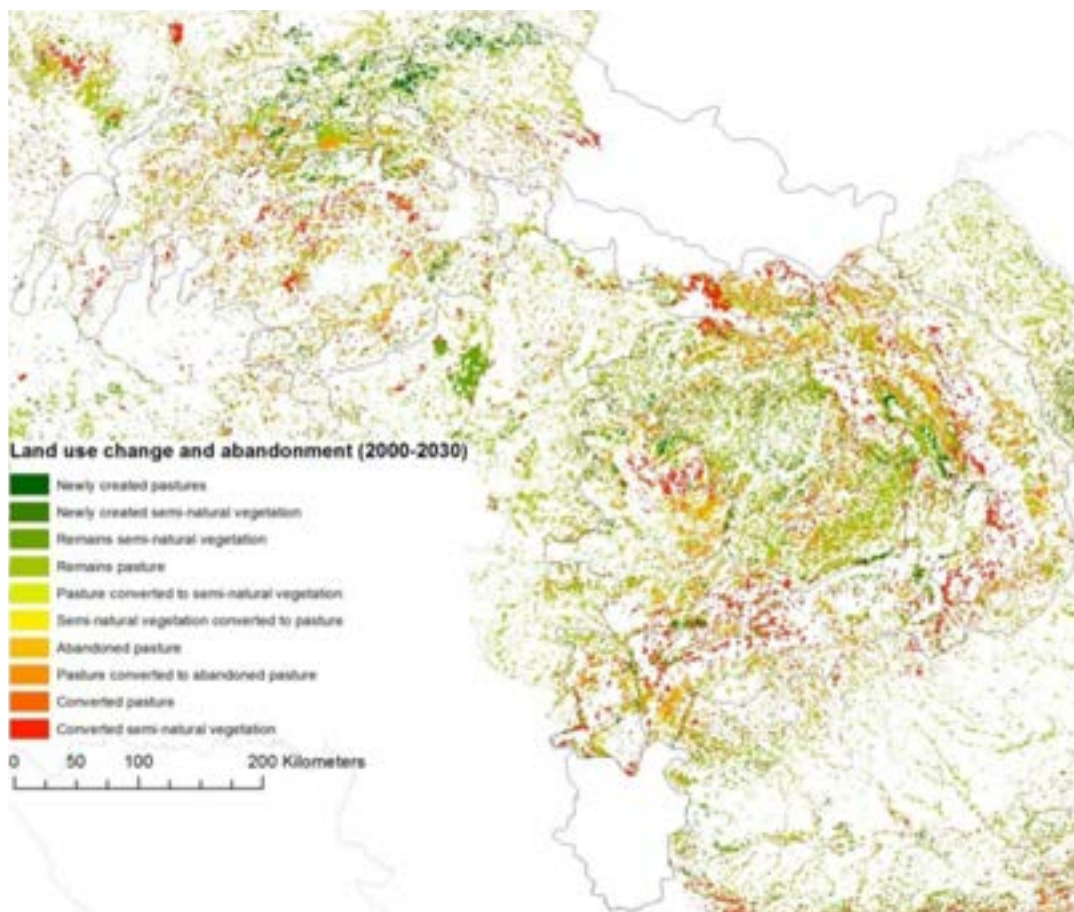 Land use change and abandonment (2000-2030)
Newly created pastures
Newly created semi-natural vegetation
Remains semi-natural vegetation
Remains pasture
Pasture converted to semi-natural vegetation
Semi-natural vegetation converted to pasture
Abandoned pasture
Pasture converted to abandoned pasture
Converted pasture
Converted semi-natural vegetation
0 50 100 200 Kilometers